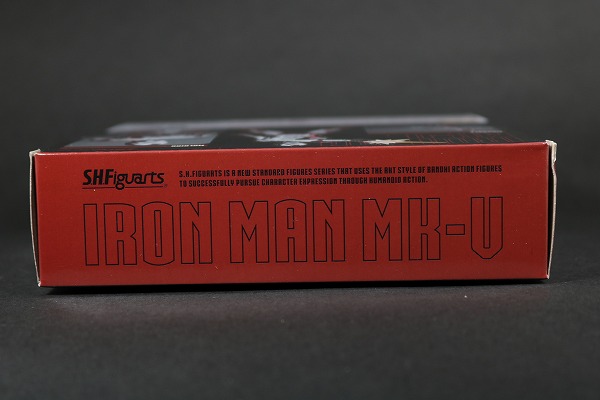 S.H.Figuarts
S.H.FIGUARTS IS A NEW STANDARD FIGURES SERIES THAT USES THE ART STYLE OF BANDAI ACTION FIGURES
TO SUCCESSFULLY PURSUE CHARACTER EXPRESSION THROUGH HUMANOID ACTION.
IRON MAN MK-V